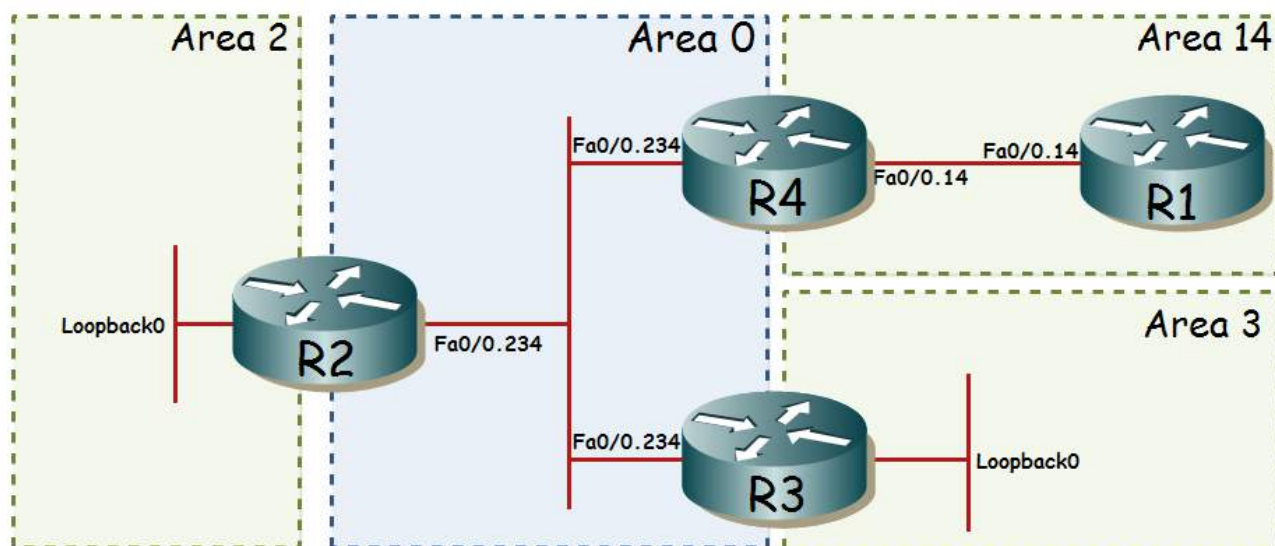 Area 2
Area 0
Area 14
Fa0/0.234
Fa0/0.14
Fa0/0.14
R4
R1
Loopback0
Fa0/0.234
R2
Area 3
Fa0/0.234
Loopback0
R3